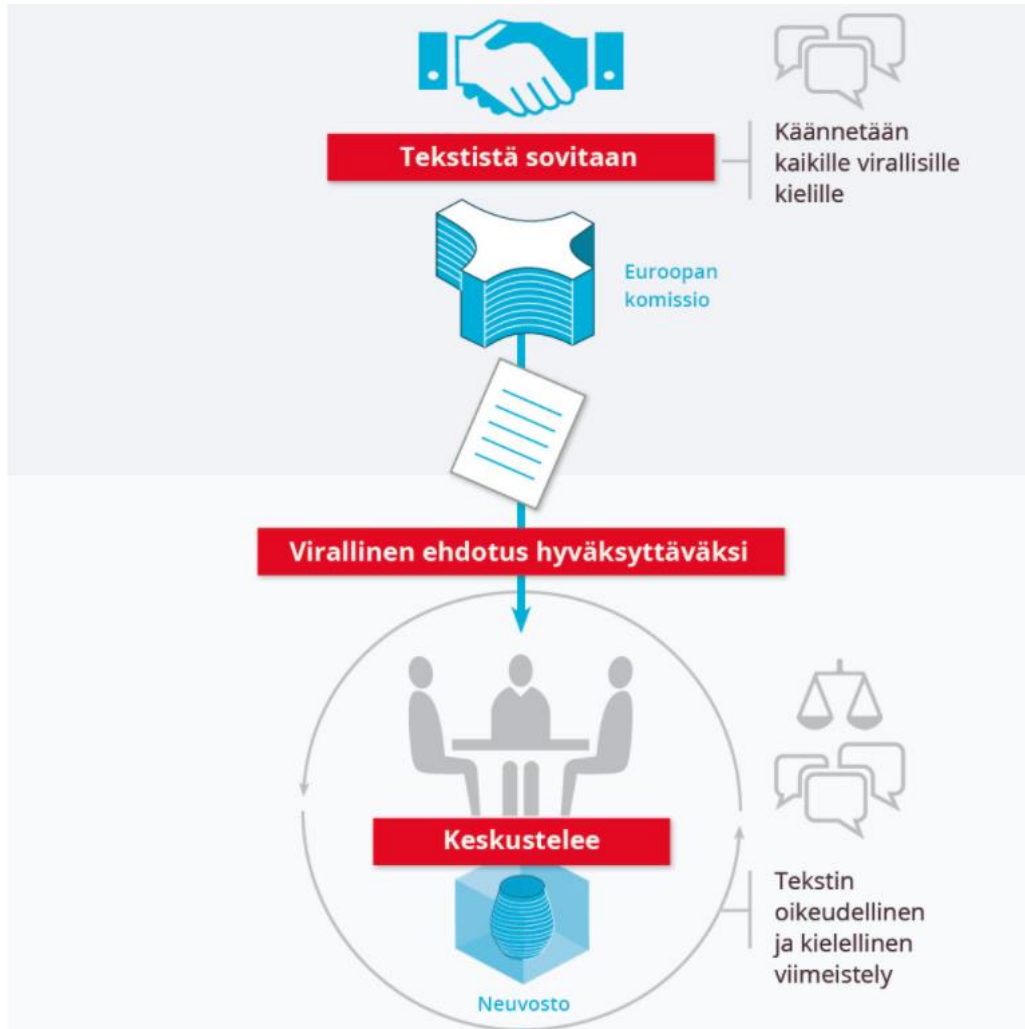 Tekstistä sovitaan
Käännetään
kaikille virallisille
kielille
Euroopan
komissio
Virallinen ehdotus hyväksyttäväksi
Keskustelee
Neuvosto
Tekstin
oikeudellinen
ja kielellinen
viimeistely